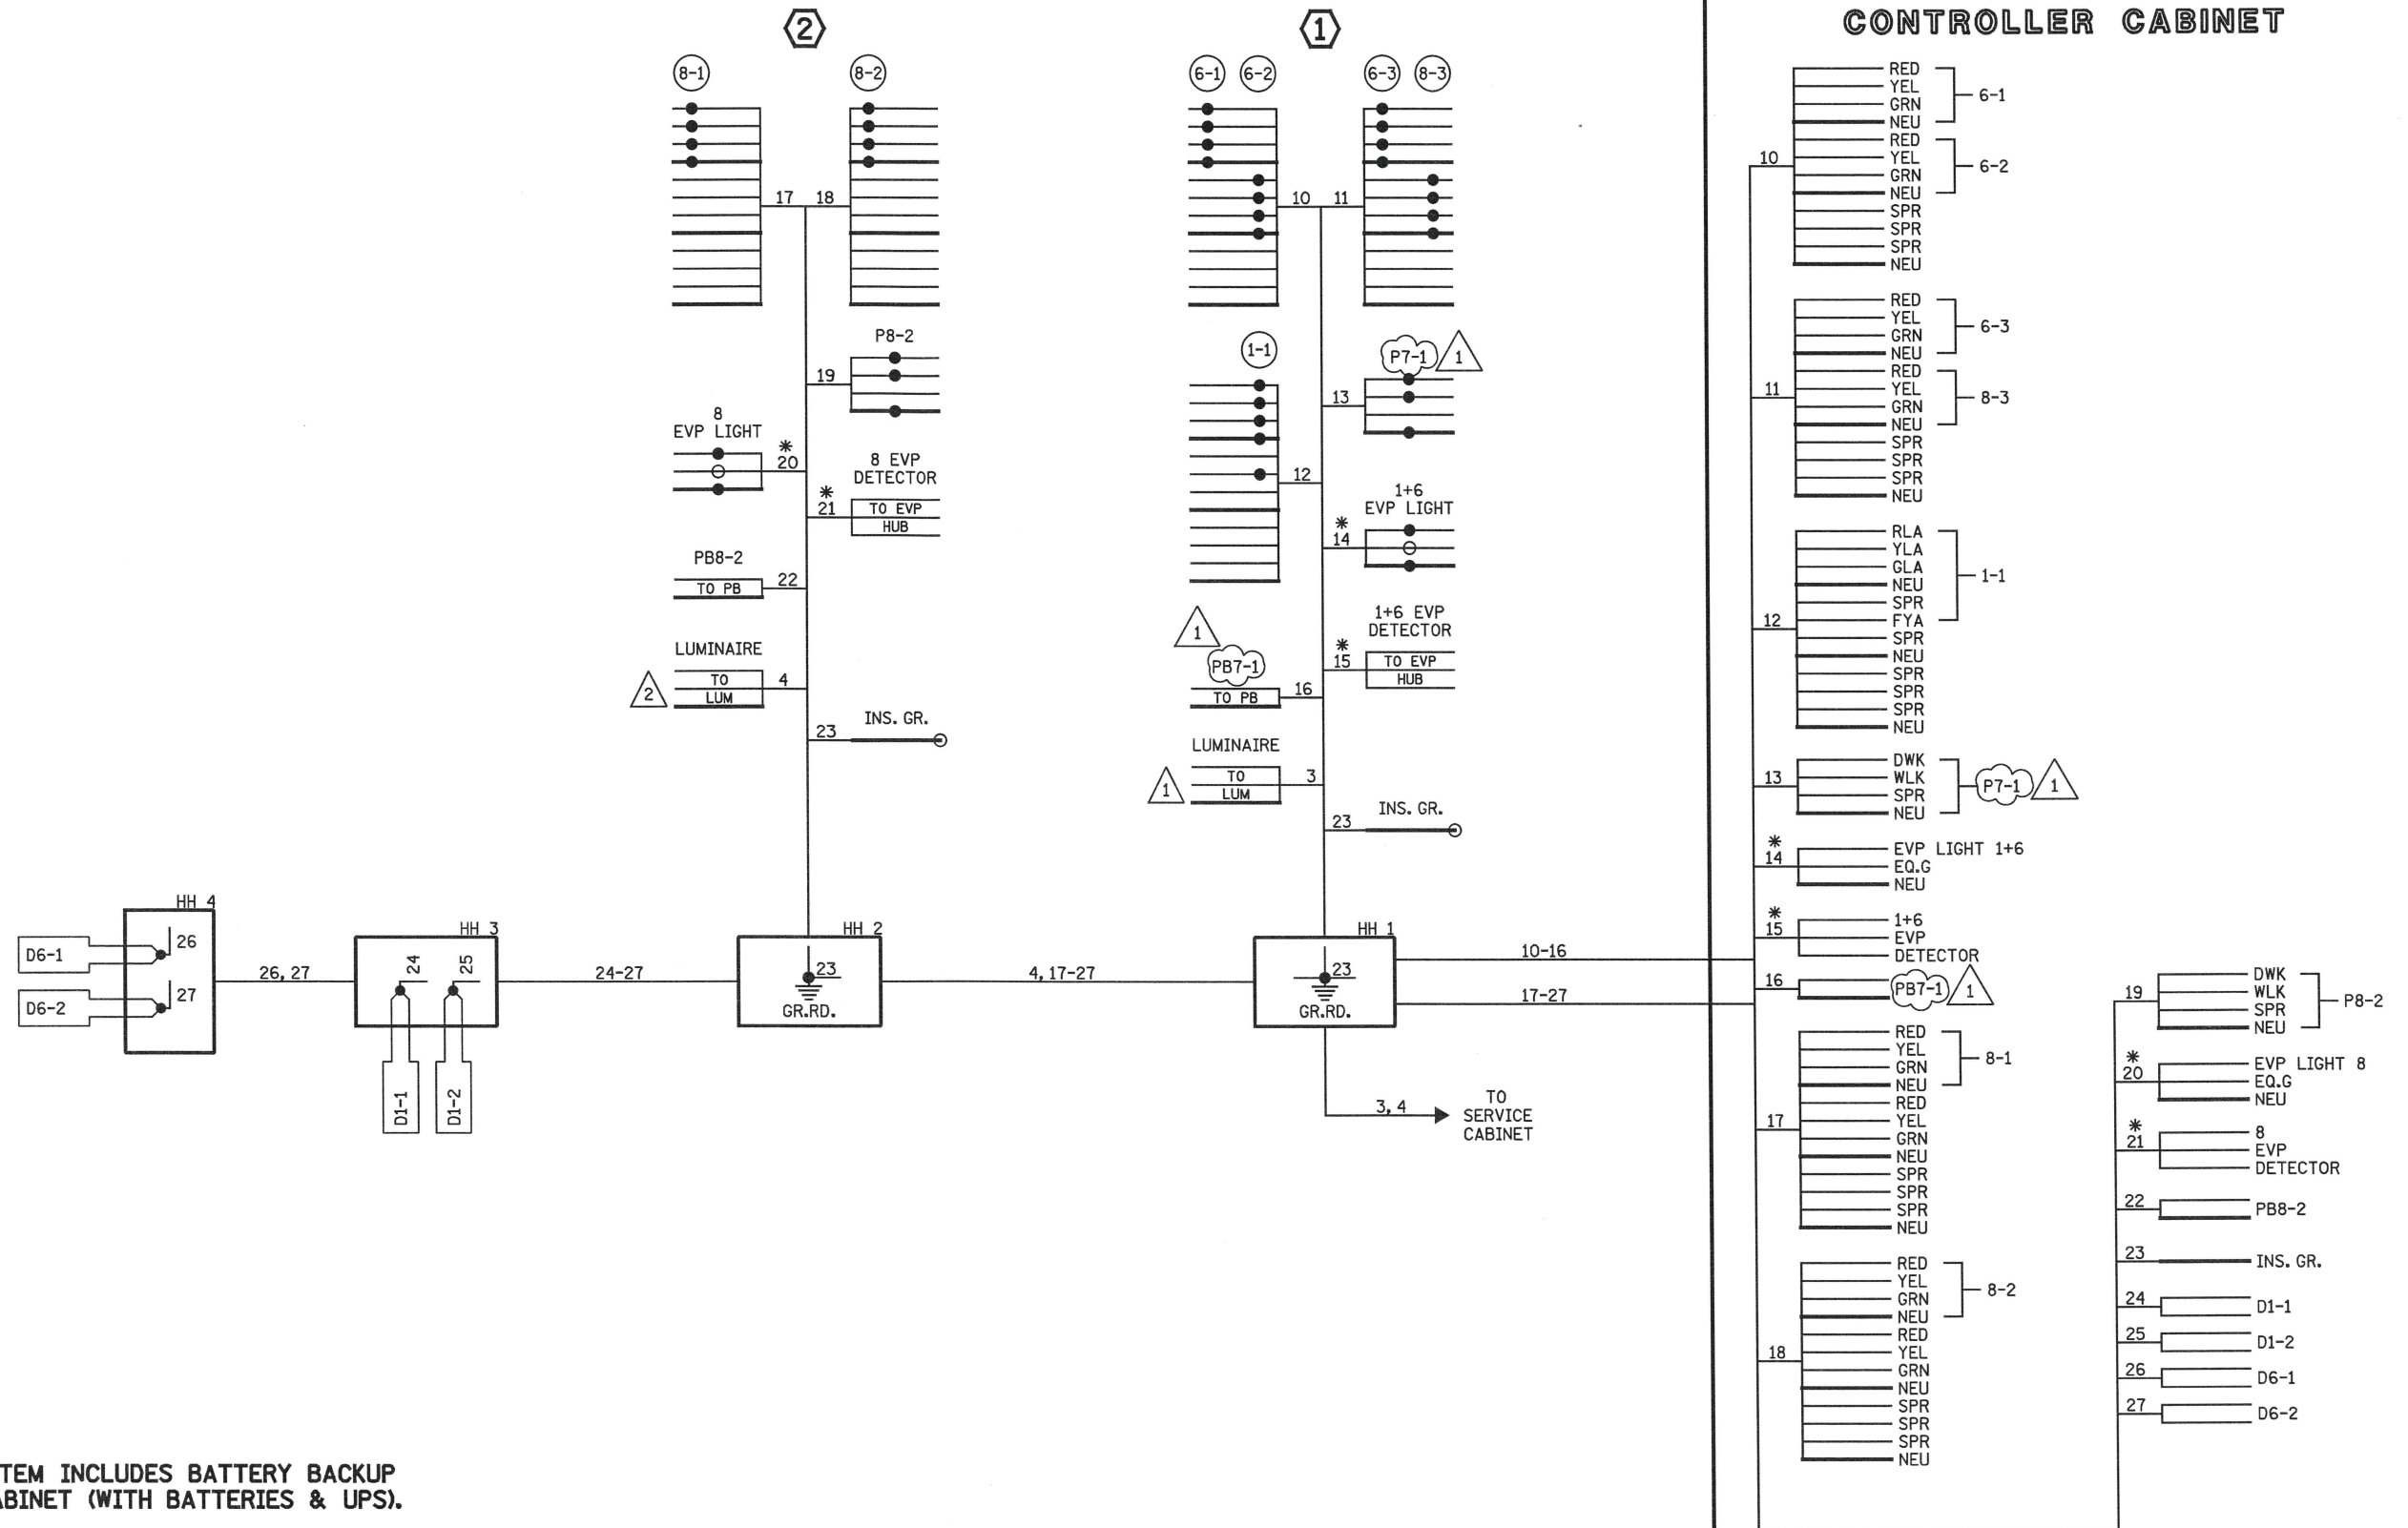 2
8-1
8-2
17
18
P8-2
19
8
EVP LIGHT
*
20
8 EVP
DETECTOR
*
21
TO EVP
HUB
PB8-2
TO PB
22
LUMINAIRE
TO
LUM
4
2
INS. GR.
23
1
6-1
6-2
6-3
8-3
10
11
1-1
P7-1
1
13
12
1+6
EVP LIGHT
*
14
1+6 EVP
DETECTOR
*
15
TO EVP
HUB
1
PB7-1
TO PB
16
LUMINAIRE
TO
LUM
3
1
INS. GR.
23
HH 4
D6-1
26
D6-2
27
26, 27
HH 3
24
25
D1-1
D1-2
24-27
HH 2
23
GR.RD.
4, 17-27
HH 1
23
GR.RD.
10-16
17-27
3, 4
TO
SERVICE
CABINET
TEM INCLUDES BATTERY BACKUP
ABINET (WITH BATTERIES & UPS).
CONTROLLER CABINET
10
RED
YEL
GRN
NEU
6-1
RED
YEL
GRN
NEU
6-2
SPR
SPR
SPR
NEU
11
RED
YEL
GRN
NEU
6-3
RED
YEL
GRN
NEU
8-3
SPR
SPR
SPR
NEU
12
RLA
YLA
GLA
NEU
SPR
FYA
1-1
SPR
NEU
SPR
SPR
SPR
NEU
13
DWK
WLK
SPR
NEU
P7-1
1
*
14
EVP LIGHT 1+6
EQ.G
NEU
*
15
1+6
EVP
DETECTOR
16
PB7-1
1
17
RED
YEL
GRN
NEU
8-1
RED
YEL
GRN
NEU
SPR
SPR
SPR
NEU
18
RED
YEL
GRN
NEU
8-2
RED
YEL
GRN
NEU
SPR
SPR
SPR
NEU
19
DWK
WLK
SPR
NEU
P8-2
*
20
EVP LIGHT 8
EQ.G
NEU
*
21
8
EVP
DETECTOR
22
PB8-2
23
INS. GR.
24
D1-1
25
D1-2
26
D6-1
27
D6-2